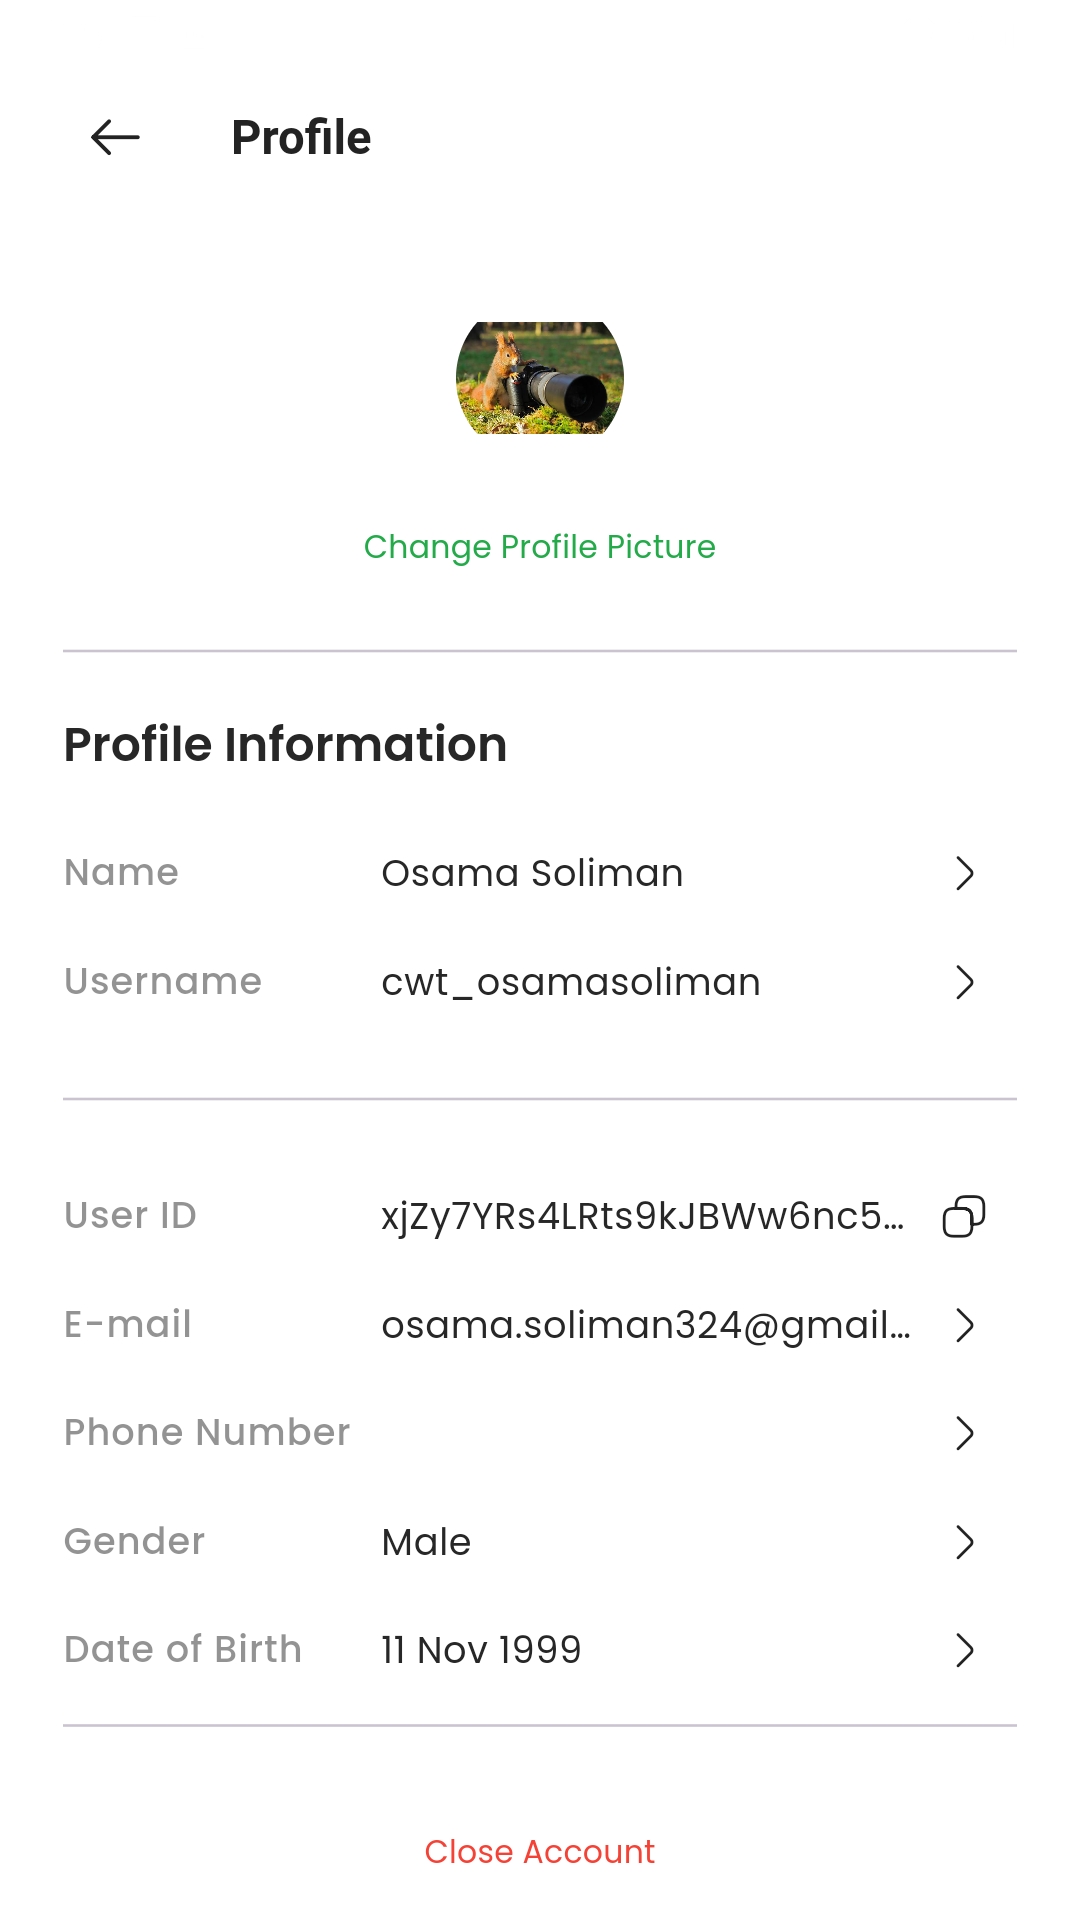 Profile
Change Profile Picture
Profile Information
Name Osama Soliman
Username cwt_osamasoliman
User ID xjZy7YRs4LRts9kJBWw6nc5...
E-mail osama.soliman324@gmail...
Phone Number
Gender Male
Date of Birth 11 Nov 1999
Close Account